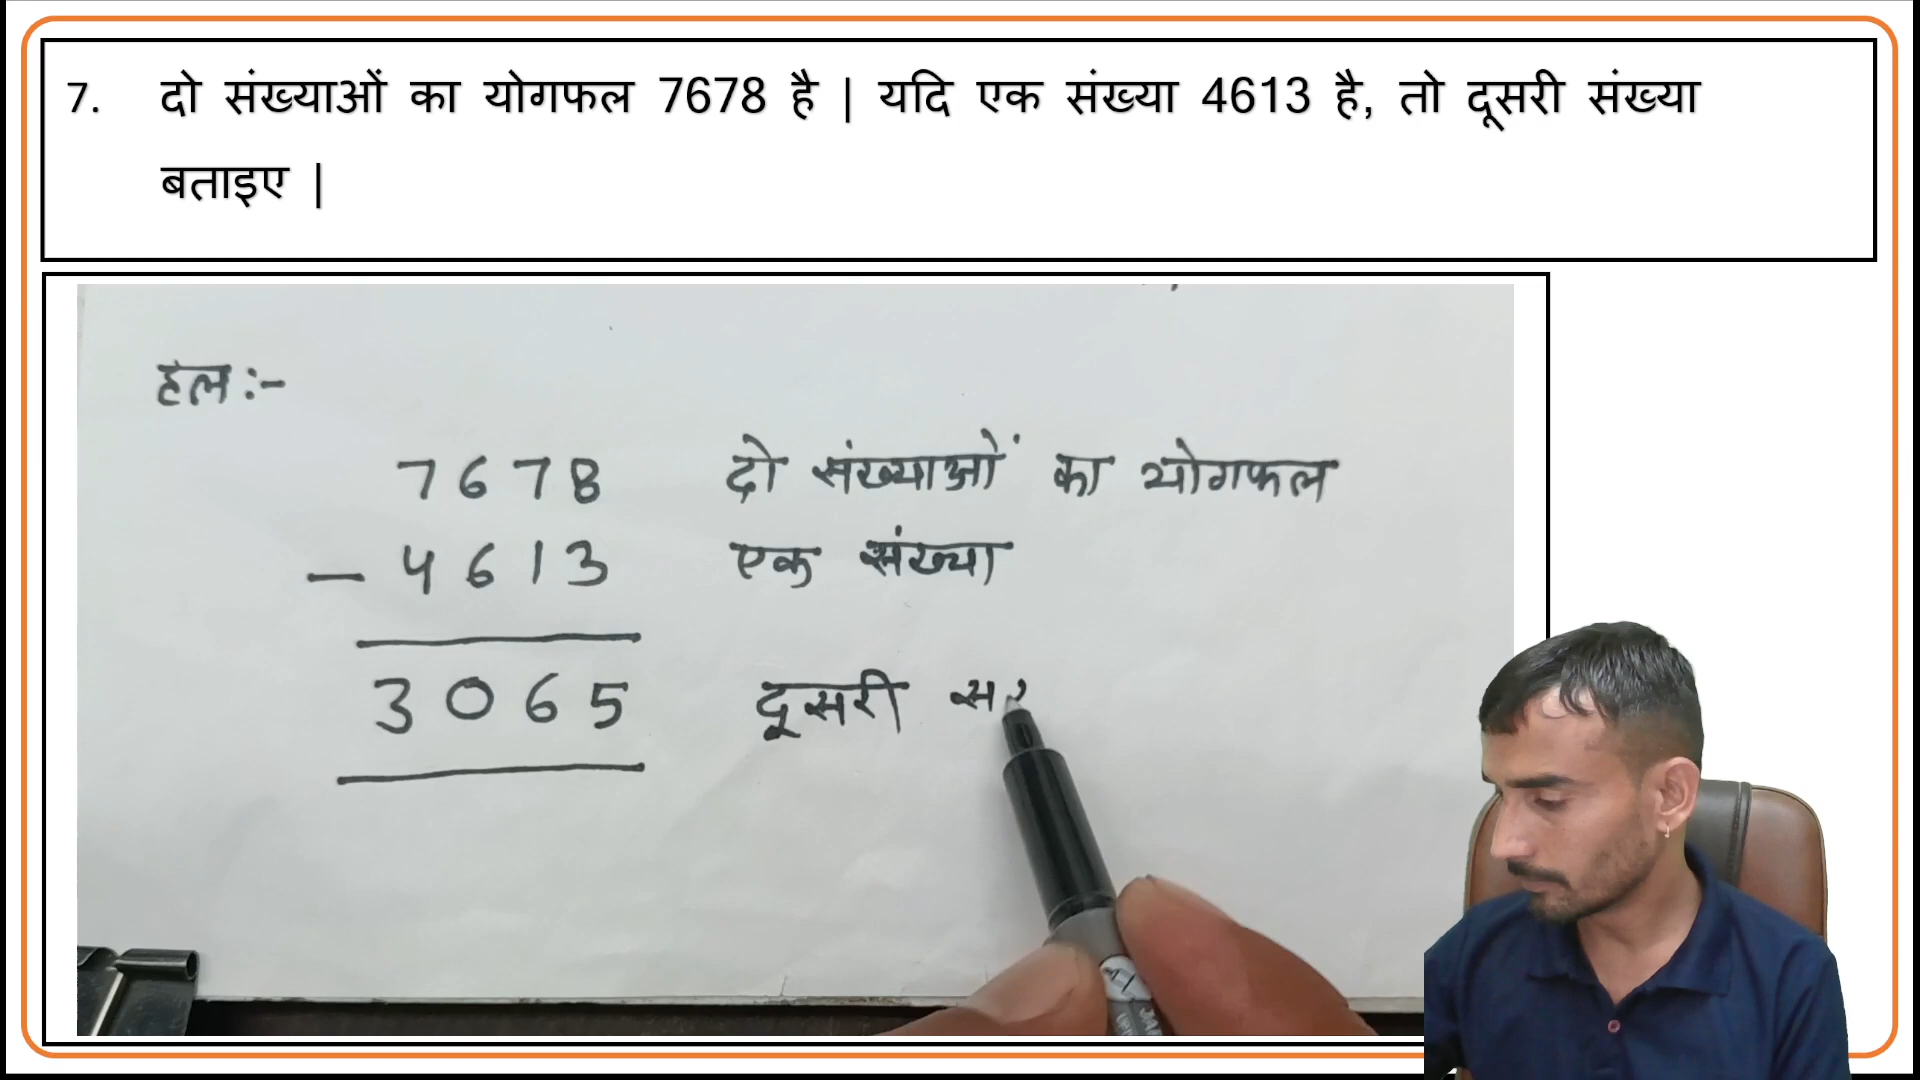 7. दो संख्याओं का योगफल 7678 है | यदि एक संख्या 4613 है, तो दूसरी संख्या
बताइए |
हल :-
7678 दो संख्याओं का योगफल
- 4613 एक संख्या
3065 दूसरी